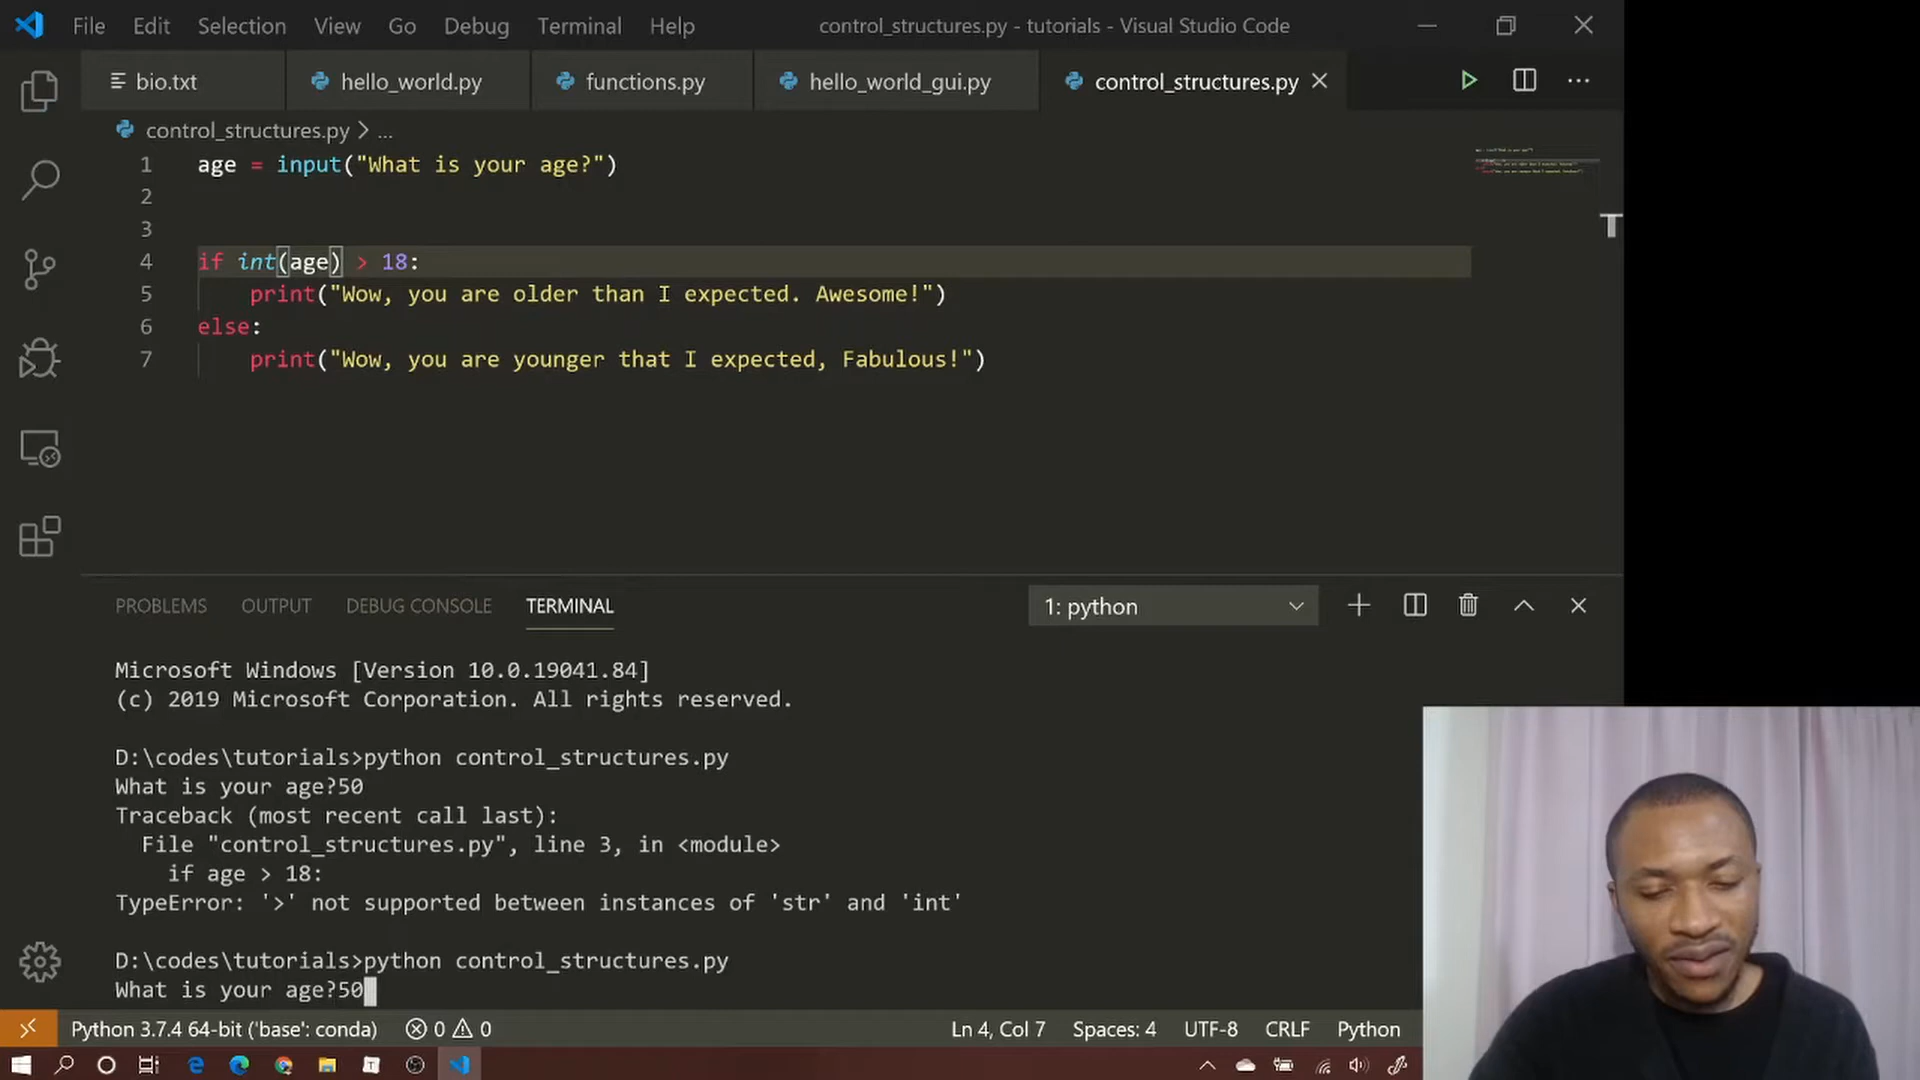 File Edit Selection View Go Debug Terminal Help control_structures.py - tutorials - Visual Studio Code
bio.txt hello_world.py functions.py hello_world_gui.py control_structures.py
control_structures.py > ...
1 age = input("What is your age?")
2
3
4 if int(age) > 18:
5 print("Wow, you are older than I expected. Awesome!")
6 else:
7 print("Wow, you are younger that I expected, Fabulous!")
PROBLEMS OUTPUT DEBUG CONSOLE TERMINAL 1: python
Microsoft Windows [Version 10.0.19041.84]
(c) 2019 Microsoft Corporation. All rights reserved.
D:\codes\tutorials>python control_structures.py
What is your age?50
Traceback (most recent call last):
File "control_structures.py", line 3, in <module>
if age > 18:
TypeError: '>' not supported between instances of 'str' and 'int'
D:\codes\tutorials>python control_structures.py
What is your age?50
Python 3.7.4 64-bit ('base': conda) 0 0 Ln 4, Col 7 Spaces: 4 UTF-8 CRLF Python